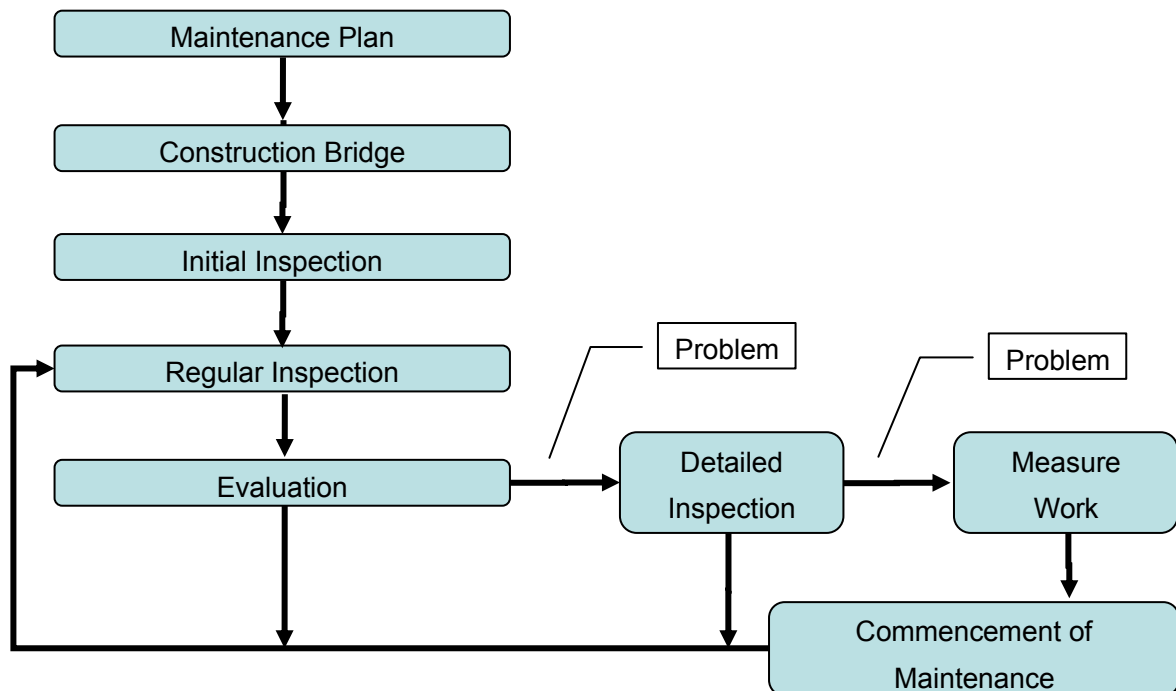 Maintenance Plan
Construction Bridge
Initial Inspection
Regular Inspection
Problem
Problem
Evaluation
Detailed
Inspection
Measure
Work
Commencement of
Maintenance